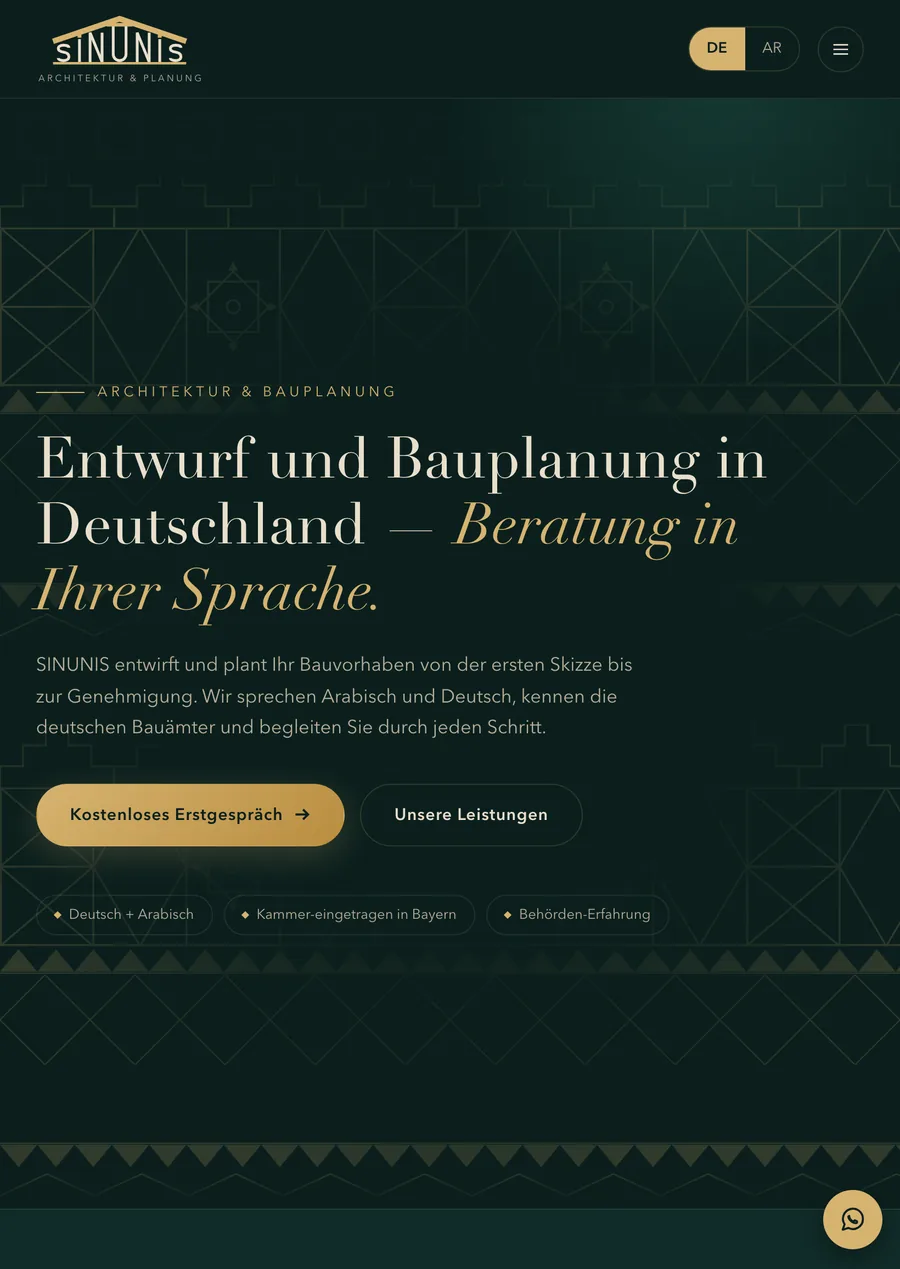 SiNUNiS
ARCHITEKTUR & PLANUNG
DE
AR
ARCHITEKTUR & BAUPLANUNG
Entwurf und Bauplanung in
Deutschland — Beratung in
Ihrer Sprache.
SINUNIS entwirft und plant Ihr Bauvorhaben von der ersten Skizze bis
zur Genehmigung. Wir sprechen Arabisch und Deutsch, kennen die
deutschen Bauämter und begleiten Sie durch jeden Schritt.
Kostenloses Erstgespräch →
Unsere Leistungen
Deutsch + Arabisch
Kammer-eingetragen in Bayern
Behörden-Erfahrung